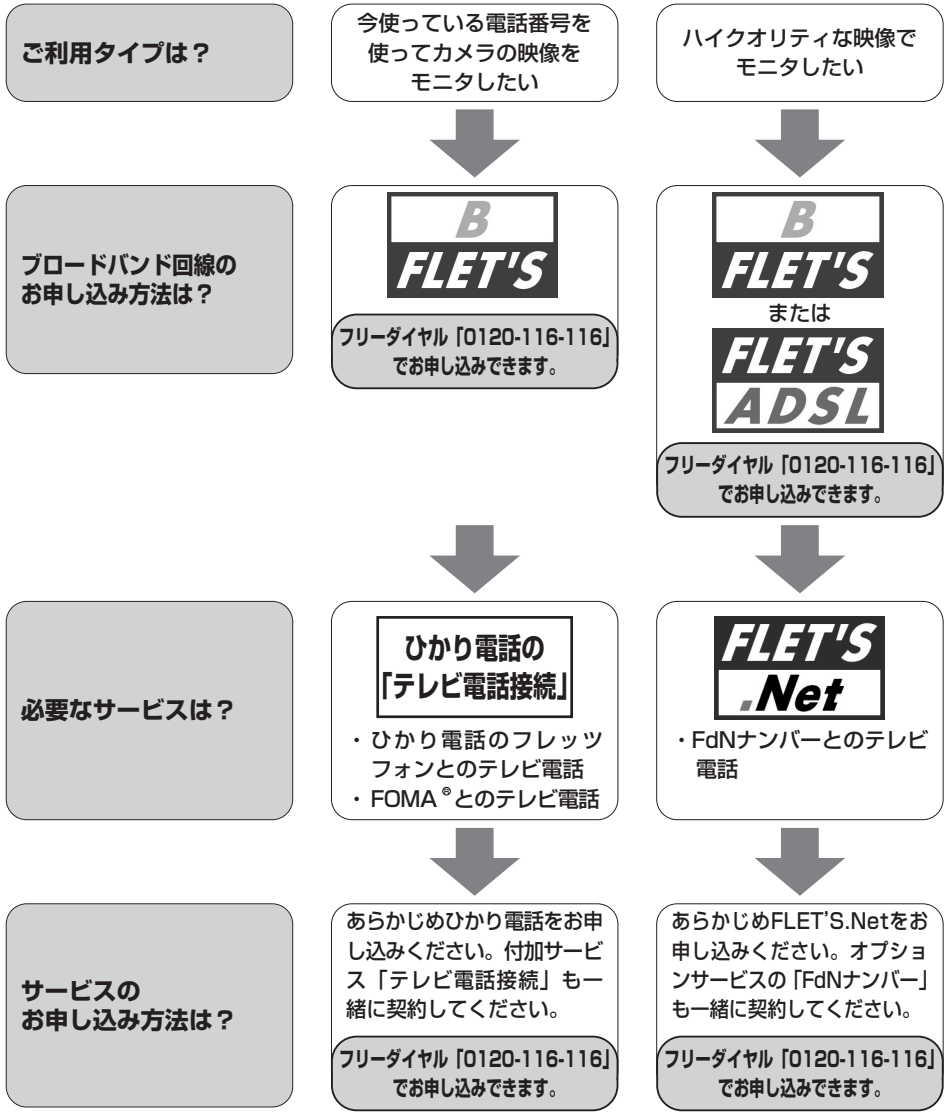 ご利用タイプは？
今使っている電話番号を
使ってカメラの映像を
モニタしたい
ハイクオリティな映像で
モニタしたい
ブロードバンド回線の
お申し込み方法は？
B
FLET'S
フリーダイヤル「0120-116-116」
でお申し込みできます。
B
FLET'S
または
FLET'S
ADSL
フリーダイヤル「0120-116-116」
でお申し込みできます。
必要なサービスは？
ひかり電話の
「テレビ電話接続」
・ひかり電話のフレッツ
フォンとのテレビ電話
・FOMA®とのテレビ電話
FLET'S
.Net
・FdNナンバーとのテレビ
電話
サービスの
お申し込み方法は？
あらかじめひかり電話をお申
し込みください。付加サービ
ス「テレビ電話接続」も一
緒に契約してください。
フリーダイヤル「0120-116-116」
でお申し込みできます。
あらかじめFLET'S.Netをお
申し込みください。オプショ
ンサービスの「FdNナンバー」
も一緒に契約してください。
フリーダイヤル「0120-116-116」
でお申し込みできます。